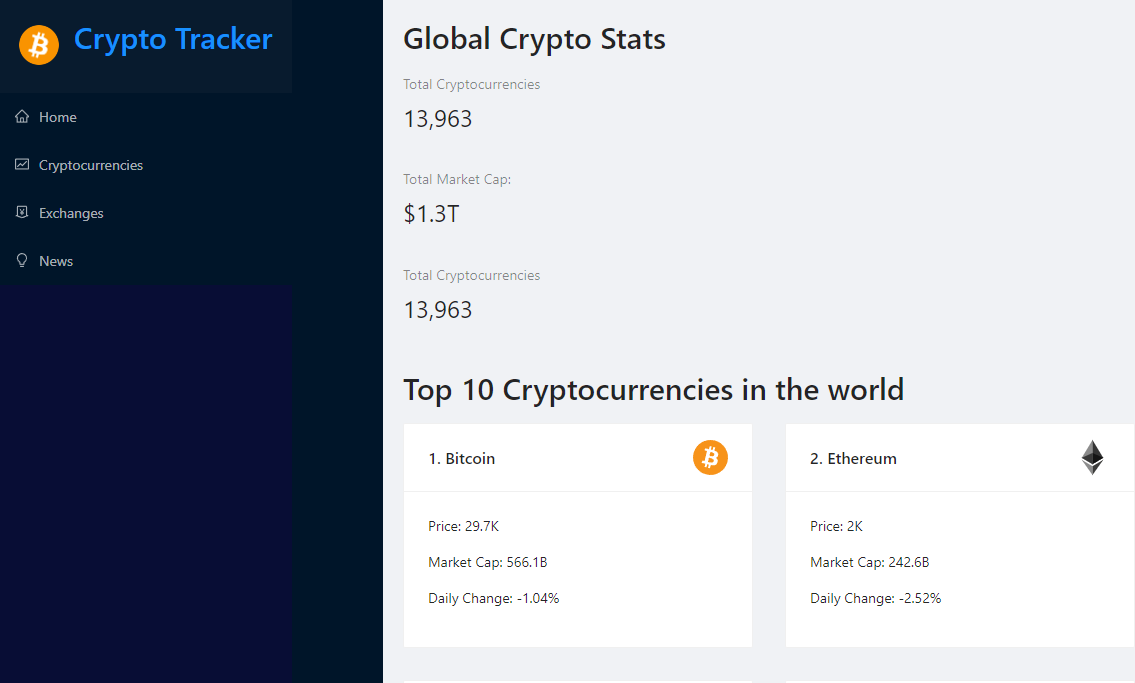 Crypto Tracker
Home
Cryptocurrencies
Exchanges
News
Global Crypto Stats
Total Cryptocurrencies
13,963
Total Market Cap:
$1.3T
Total Cryptocurrencies
13,963
Top 10 Cryptocurrencies in the world
1. Bitcoin
Price: 29.7K
Market Cap: 566.1B
Daily Change: -1.04%
2. Ethereum
Price: 2K
Market Cap: 242.6B
Daily Change: -2.52%